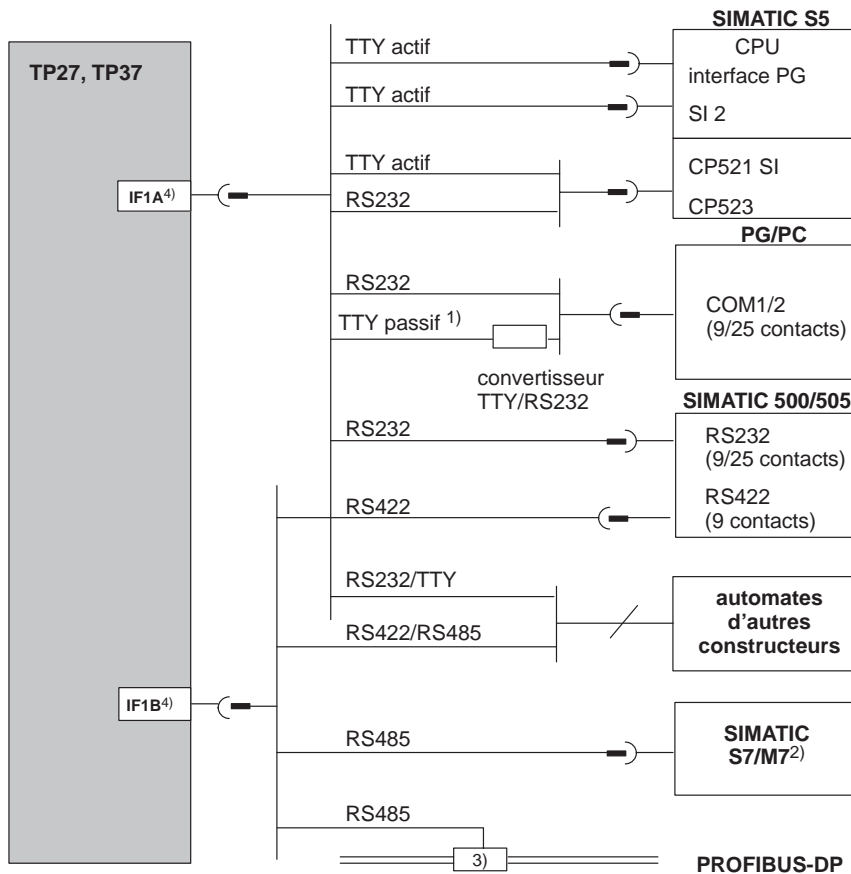 SIMATIC S5
TP27, TP37
TTY actif
CPU
interface PG
TTY actif
SI 2
TTY actif
CP521 SI
IF1A4)
RS232
CP523
PG/PC
RS232
COM1/2
(9/25 contacts)
TTY passif 1)
convertisseur
TTY/RS232
SIMATIC 500/505
RS232
RS232
(9/25 contacts)
RS422
RS422
(9 contacts)
RS232/TTY
automates
d'autres
constructeurs
RS422/RS485
IF1B4)
RS485
SIMATIC
S7/M72)
RS485
3)
PROFIBUS-DP